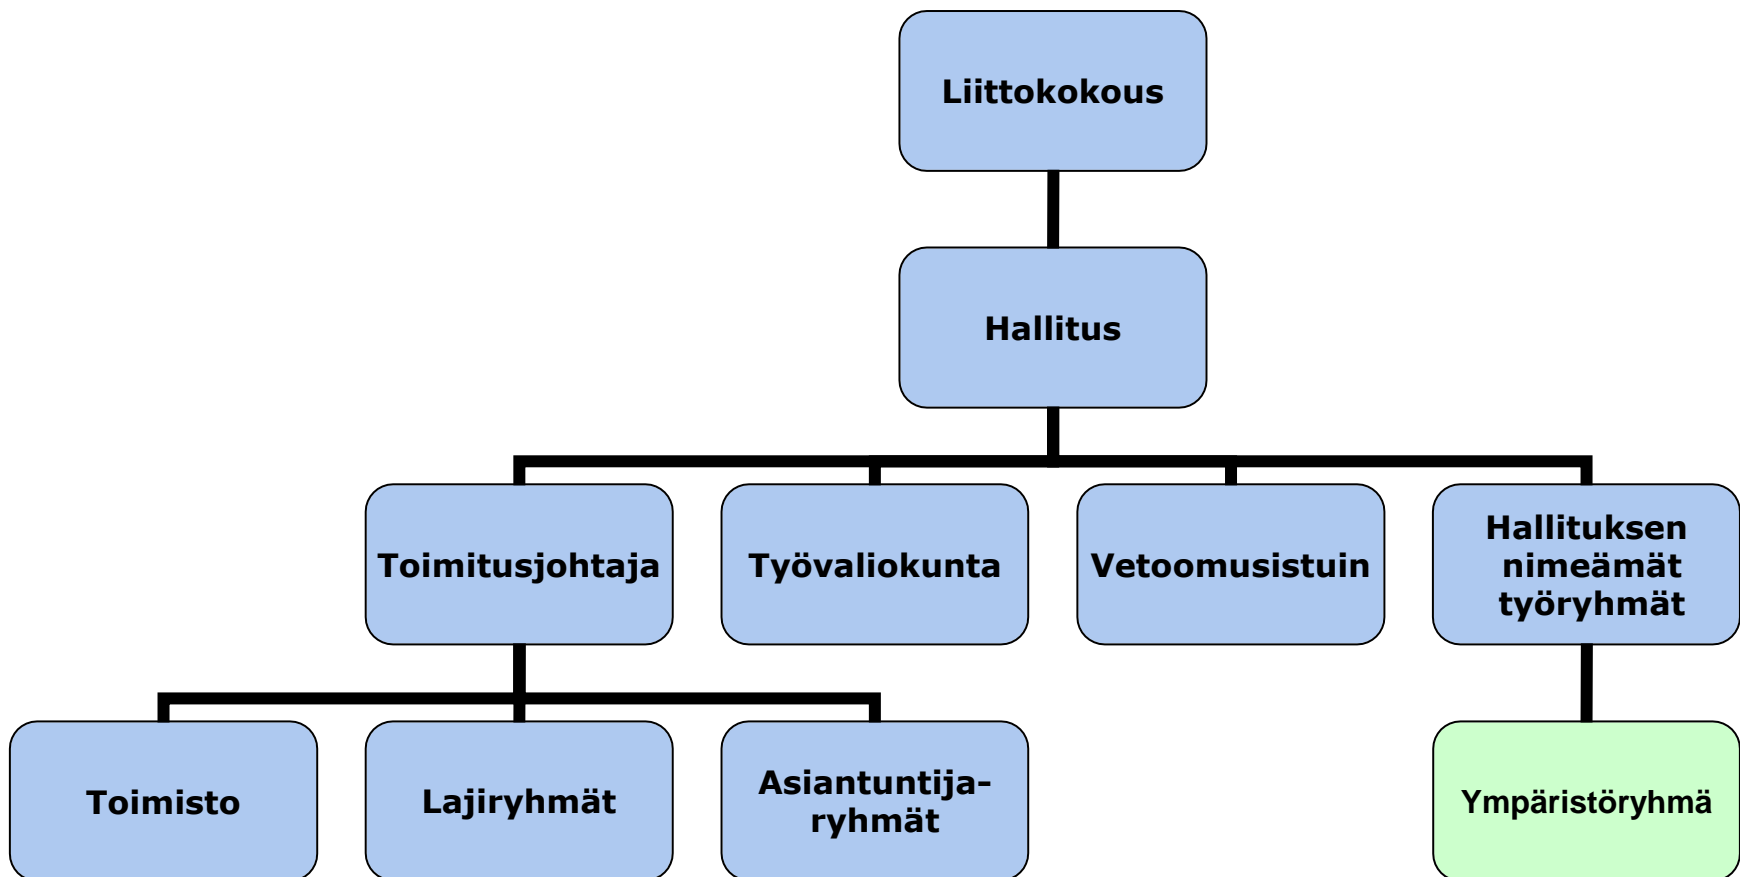 Liittokokous
Hallitus
Toimitusjohtaja
Työvaliokunta
Vetoomusistuin
Hallituksen
nimeämät
työryhmät
Toimisto
Lajiryhmät
Asiantuntija-
ryhmät
Ympäristöryhmä